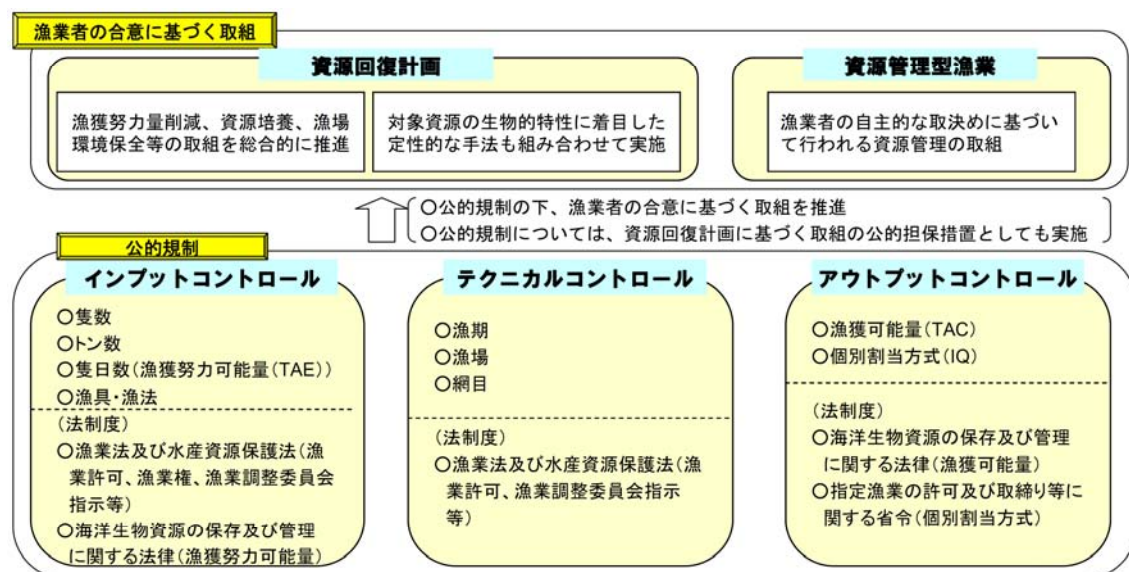 漁業者の合意に基づく取組
資源回復計画
漁獲努力量削減、資源培養、漁場
環境保全等の取組を総合的に推進
対象資源の生物的特性に着目した
定性的な手法も組み合わせて実施
資源管理型漁業
漁業者の自主的な取決めに基づい
て行われる資源管理の取組
○公的規制の下、漁業者の合意に基づく取組を推進
○公的規制については、資源回復計画に基づく取組の公的担保措置としても実施
公的規制
インプットコントロール
○隻数
○トン数
○隻日数(漁獲努力可能量(TAE))
○漁具・漁法
(法制度)
○漁業法及び水産資源保護法(漁
業許可、漁業権、漁業調整委員会
指示等)
○海洋生物資源の保存及び管理
に関する法律(漁獲努力可能量)
テクニカルコントロール
○漁期
○漁場
○網目
(法制度)
○漁業法及び水産資源保護法(漁
業許可、漁業調整委員会指示
等)
アウトプットコントロール
○漁獲可能量(TAC)
○個別割当方式(IQ)
(法制度)
○海洋生物資源の保存及び管理
に関する法律(漁獲可能量)
○指定漁業の許可及び取締り等に
関する省令(個別割当方式)